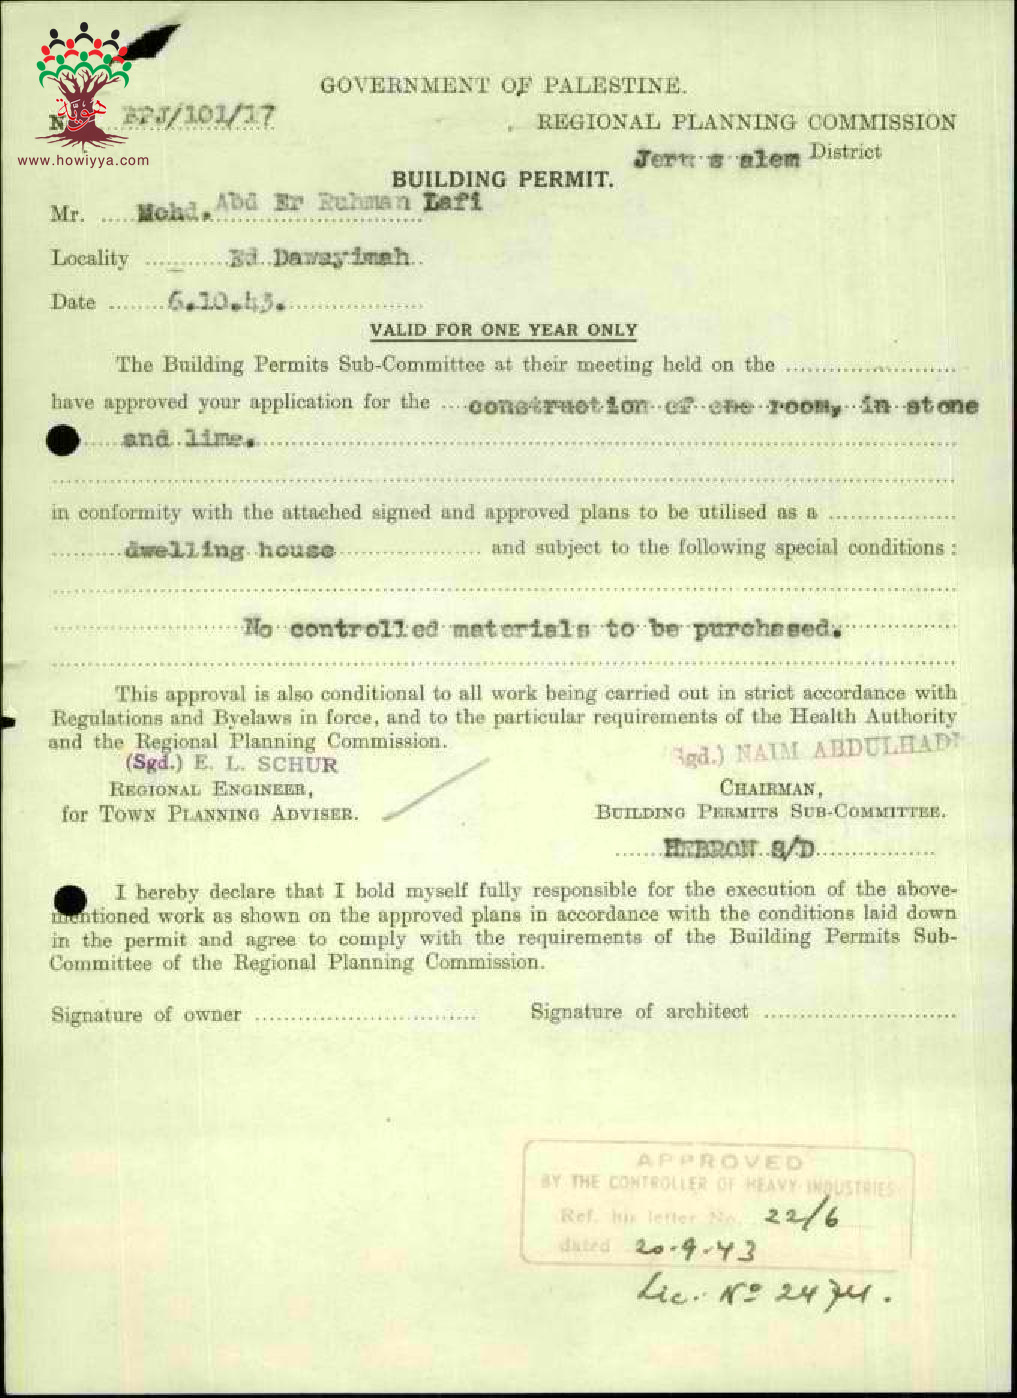 GOVERNMENT OF PALESTINE.
BPJ/101/17
REGIONAL PLANNING COMMISSION
Jerusalem District
هوية
www.howiyya.com
BUILDING PERMIT.
Mr. Mohd. Abd Er Ruhman Lafi
Locality Ed Dawayimah
Date 6.10.43.
VALID FOR ONE YEAR ONLY
The Building Permits Sub-Committee at their meeting held on the
have approved your application for the construction of one room, in stone
and lime.
in conformity with the attached signed and approved plans to be utilised as a
dwelling house and subject to the following special conditions :
No controlled materials to be purchased.
This approval is also conditional to all work being carried out in strict accordance with
Regulations and Byelaws in force, and to the particular requirements of the Health Authority
and the Regional Planning Commission.
(Sgd.) E. L. SCHUR
(Sgd.) NAIM ABDULHADI
REGIONAL ENGINEER,
for TOWN PLANNING ADVISER.
CHAIRMAN,
BUILDING PERMITS SUB-COMMITTEE.
HEBRON S/D
I hereby declare that I hold myself fully responsible for the execution of the above-
mentioned work as shown on the approved plans in accordance with the conditions laid down
in the permit and agree to comply with the requirements of the Building Permits Sub-
Committee of the Regional Planning Commission.
Signature of owner
Signature of architect
APPROVED
BY THE CONTROLLER OF HEAVY INDUSTRIES
Ref. his letter No. 22/6
dated 20.9.43
Lic. No 2474.